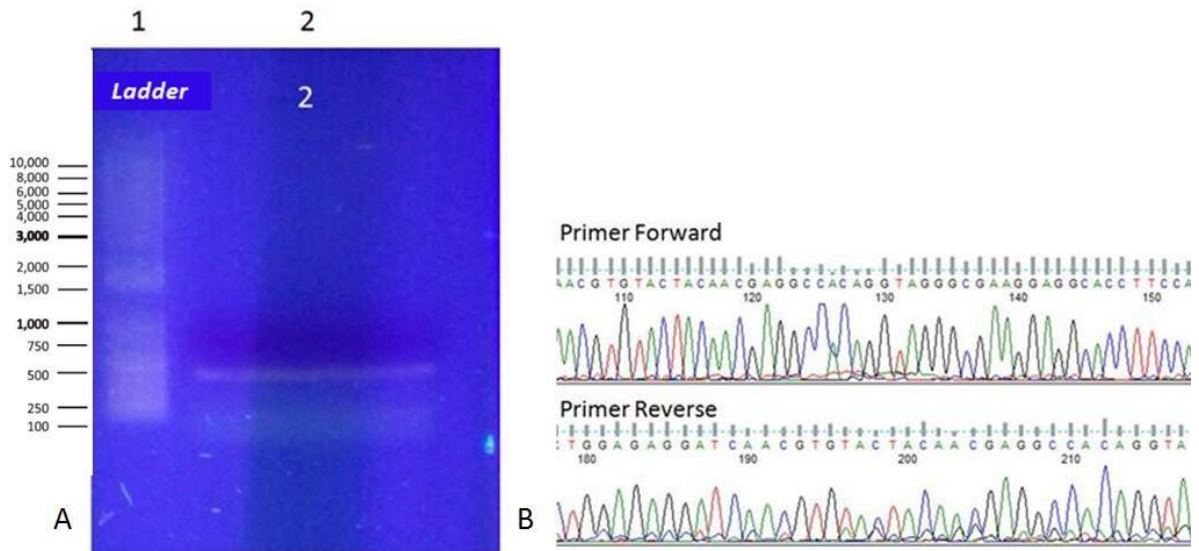 1 2
Ladder 2
10,000
8,000
6,000
5,000
4,000
3,000
2,000
1,500
1,000
750
500
250
100
A
B
Primer Forward
AACGTGTACTACAACGAGGCCACAGGTAGGGCGAAGGAGGCACCTTCCA
110 120 130 140 150
Primer Reverse
CTGGAGAGGATCAACGTGTACTACAACGAGGCCACAGGTA
180 190 200 210